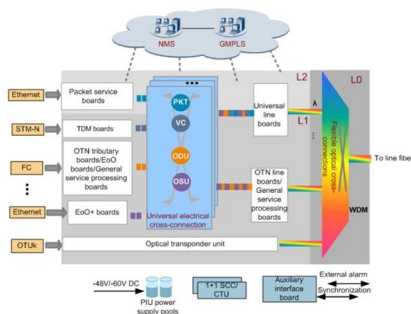 NMS
GMPLS
L2
L0
Ethernet
Packet service
boards
PKT
Universal
line
boards
λ
L1
STM-N
TDM boards
VC
...
FC
OTN tributary
boards/EoO
boards/General
service processing
boards
ODU
Flexible optical cross-
connections
To line fibe
OSU
OTN line
boards/
General
service
processing
boards
Ethernet
EoO+ boards
Universal electrical
cross-connection
WDM
OTUk
Optical transponder unit
-48V/-60V DC
PIU power
supply pools
1+1 SCC/
CTU
Auxiliary
interface
board
External alarm
Synchronization